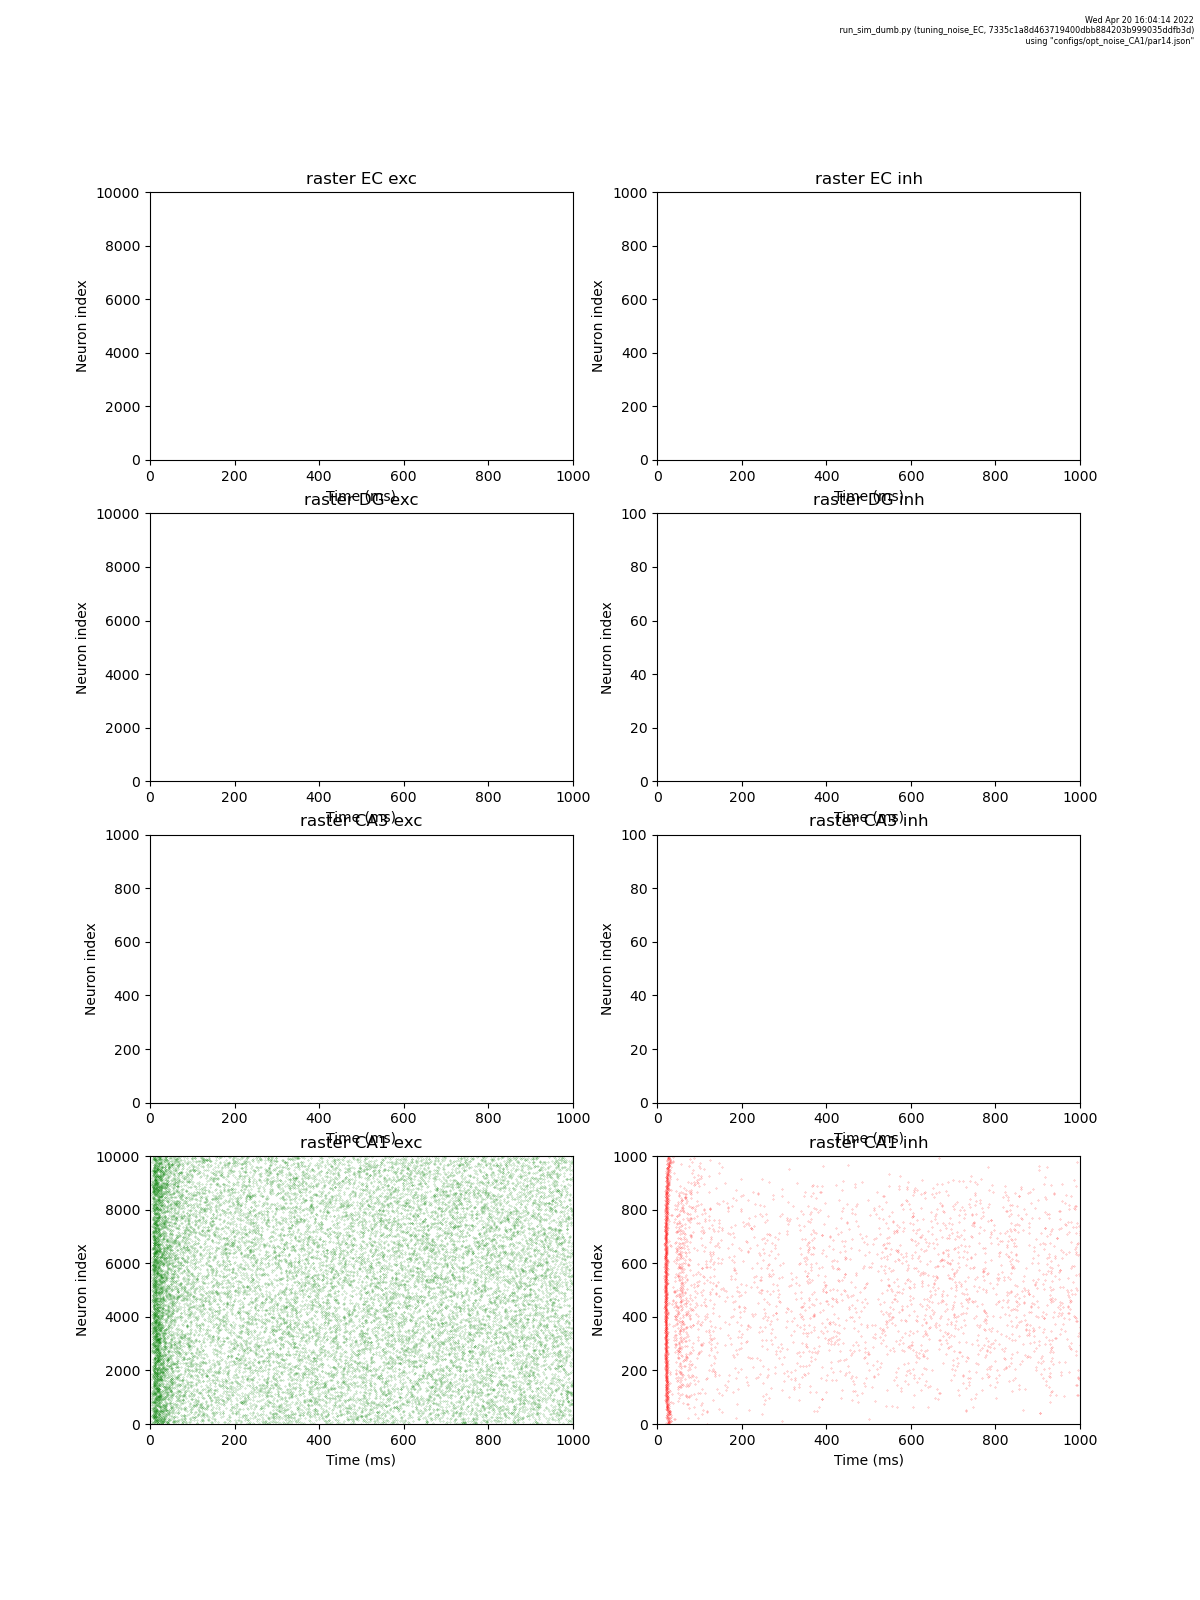 Wed Apr 20 16:04:14 2022
run_sim_dumb.py (tuning_noise_EC, 7335c1a8d463719400dbb884203b999035ddfb3d)
using "configs/opt_noise_CA1/par14.json"
raster EC exc
10000
8000
6000
4000
2000
0
Neuron index
0 200 400 600 800 1000
Time (ms)
raster EC inh
1000
800
600
400
200
0
Neuron index
0 200 400 600 800 1000
Time (ms)
raster DG exc
10000
8000
6000
4000
2000
0
Neuron index
0 200 400 600 800 1000
Time (ms)
raster DG inh
100
80
60
40
20
0
Neuron index
0 200 400 600 800 1000
Time (ms)
raster CA3 exc
1000
800
600
400
200
0
Neuron index
0 200 400 600 800 1000
Time (ms)
raster CA3 inh
100
80
60
40
20
0
Neuron index
0 200 400 600 800 1000
Time (ms)
raster CA1 exc
10000
8000
6000
4000
2000
0
Neuron index
0 200 400 600 800 1000
Time (ms)
raster CA1 inh
1000
800
600
400
200
0
Neuron index
0 200 400 600 800 1000
Time (ms)